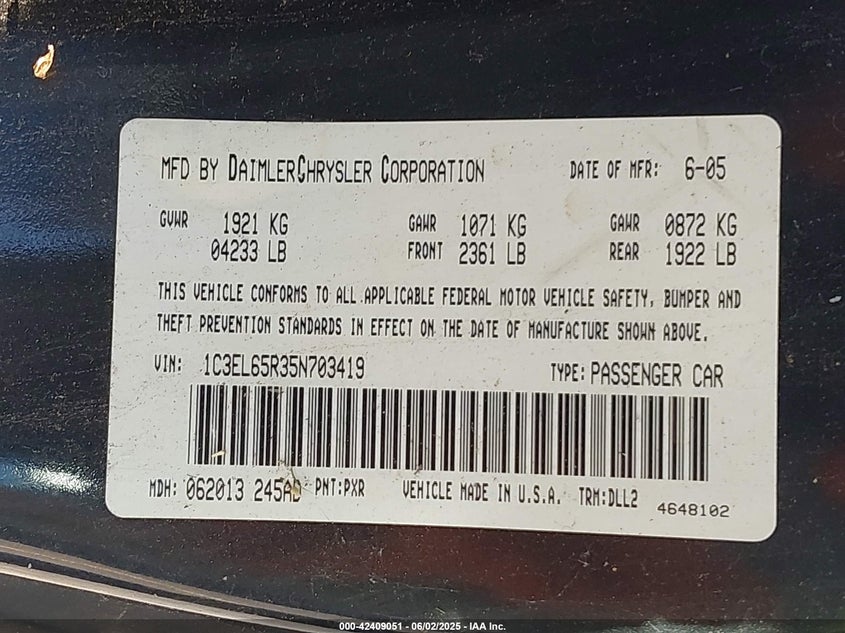 MFD BY DAIMLERCHRYSLER CORPORATION DATE OF MFR: 6-05
GVWR 1921 KG GAWR 1071 KG GAWR 0872 KG
04233 LB FRONT 2361 LB REAR 1922 LB
THIS VEHICLE CONFORMS TO ALL APPLICABLE FEDERAL MOTOR VEHICLE SAFETY, BUMPER AND
THEFT PREVENTION STANDARDS IN EFFECT ON THE DATE OF MANUFACTURE SHOWN ABOVE.
VIN: 1C3EL65R35N703419 TYPE: PASSENGER CAR
MDH: 062013 PNT:PXR VEHICLE MADE IN U.S.A. TRM:DLL2 4648102
000-42409051 - 06/02/2025 - IAA Inc.